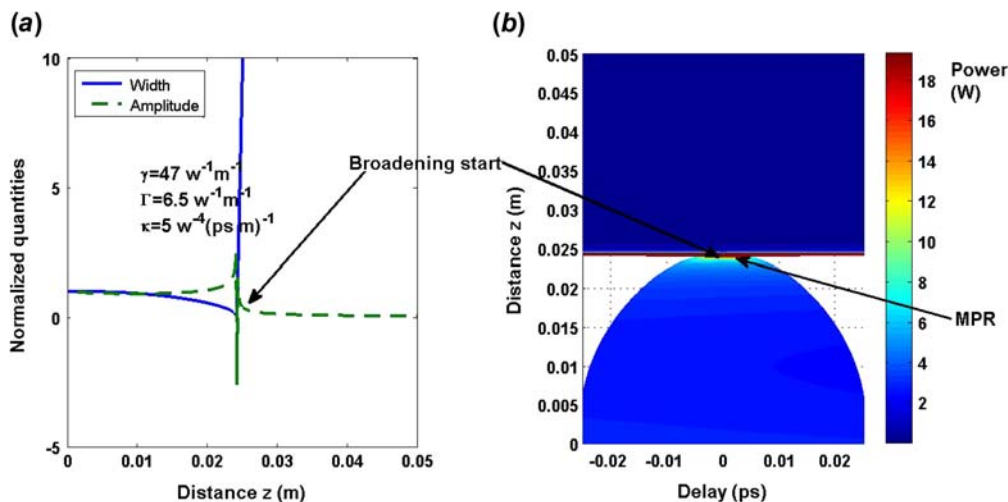 (a)
10
5
0
-5
Normalized quantities
Width
Amplitude
γ=47 w⁻¹m⁻¹
Γ=6.5 w⁻¹m⁻¹
κ=5 w⁻⁴(ps m)⁻¹
0 0.01 0.02 0.03 0.04 0.05
Distance z (m)
Broadening start
(b)
0.05
0.045
0.04
0.035
0.03
0.025
0.02
0.015
0.01
0.005
0
Distance z (m)
-0.02 -0.01 0 0.01 0.02
Delay (ps)
18
16
14
12
10
8
6
4
2
Power
(W)
MPR